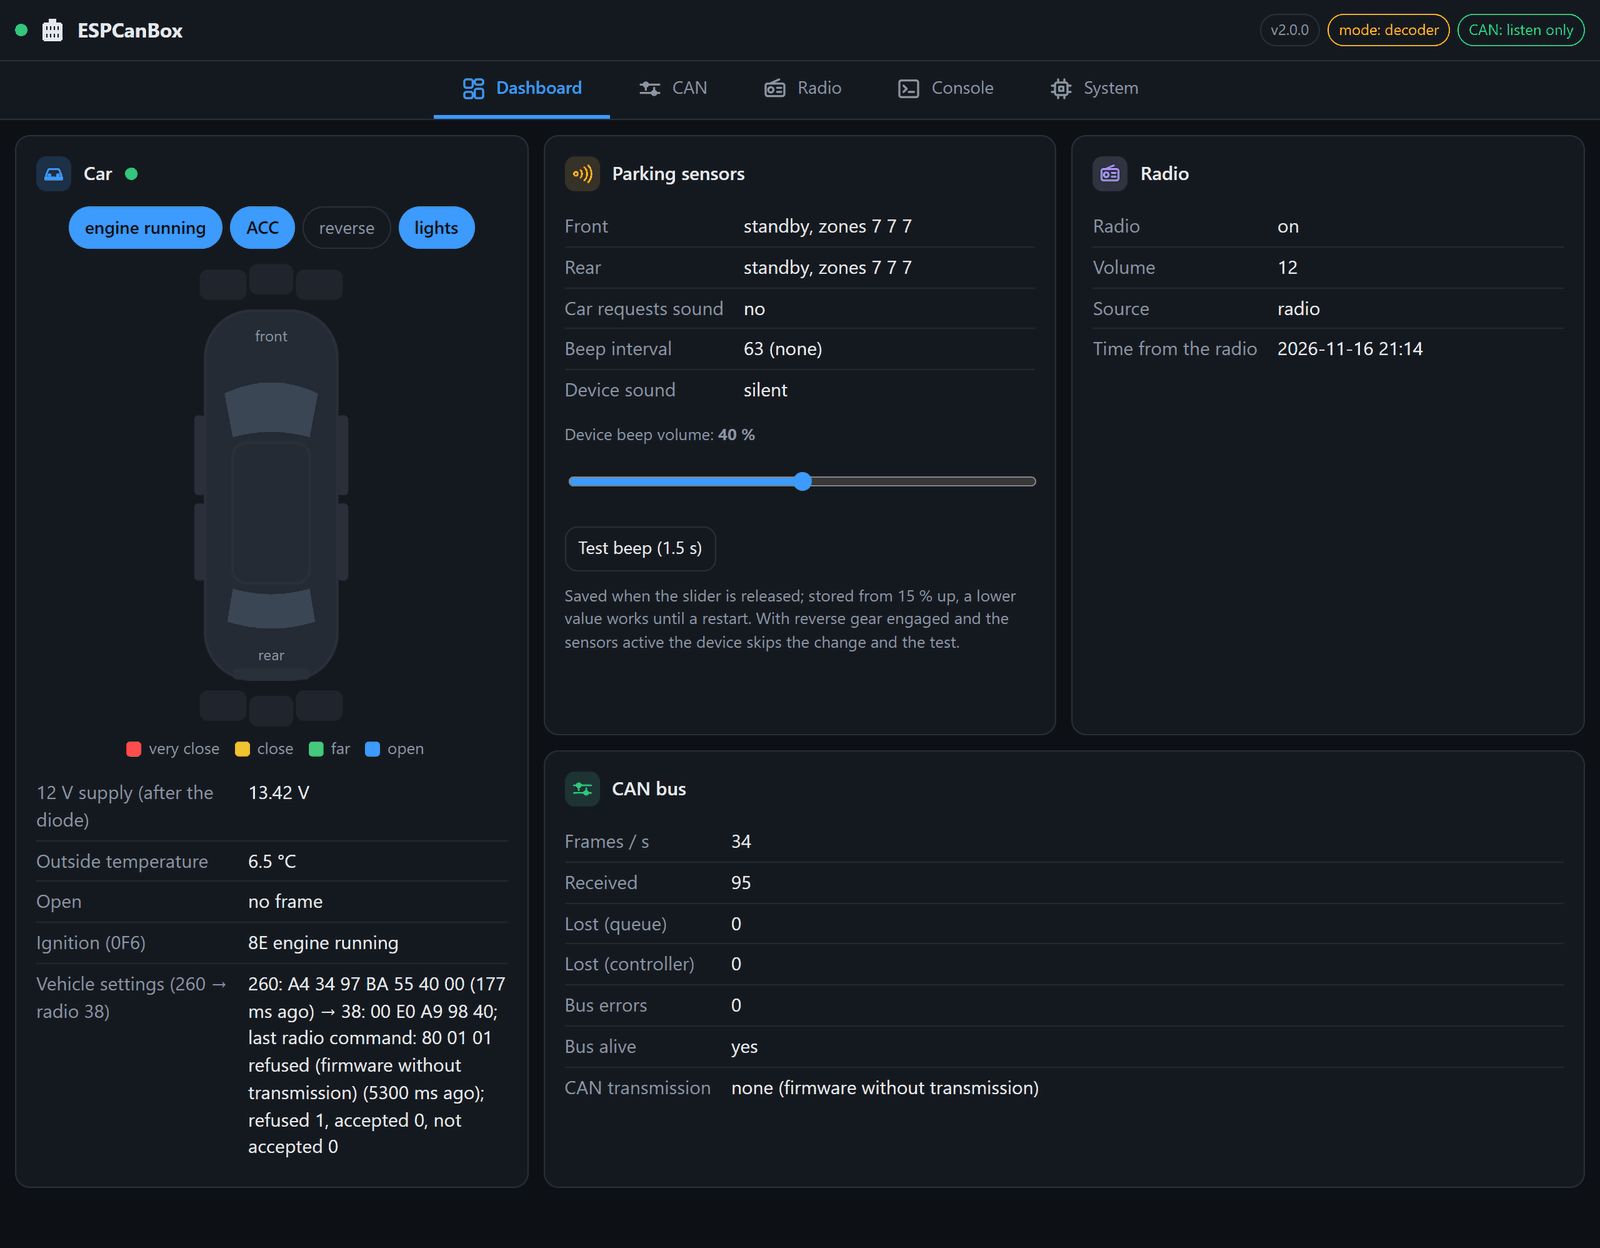 ESPCanBox
v2.0.0
mode: decoder
CAN: listen only
Dashboard
CAN
Radio
Console
System
Car
engine running
ACC
reverse
lights
front
rear
very close
close
far
open
12 V supply (after the
diode)
13.42 V
Outside temperature
6.5 °C
Open
no frame
Ignition (0F6)
8E engine running
Vehicle settings (260 →
radio 38)
260: A4 34 97 BA 55 40 00 (177
ms ago) → 38: 00 E0 A9 98 40;
last radio command: 80 01 01
refused (firmware without
transmission) (5300 ms ago);
refused 1, accepted 0, not
accepted 0
Parking sensors
Front
standby, zones 7 7 7
Rear
standby, zones 7 7 7
Car requests sound
no
Beep interval
63 (none)
Device sound
silent
Device beep volume: 40 %
Test beep (1.5 s)
Saved when the slider is released; stored from 15 % up, a lower
value works until a restart. With reverse gear engaged and the
sensors active the device skips the change and the test.
Radio
Radio
on
Volume
12
Source
radio
Time from the radio
2026-11-16 21:14
CAN bus
Frames / s
34
Received
95
Lost (queue)
0
Lost (controller)
0
Bus errors
0
Bus alive
yes
CAN transmission
none (firmware without transmission)